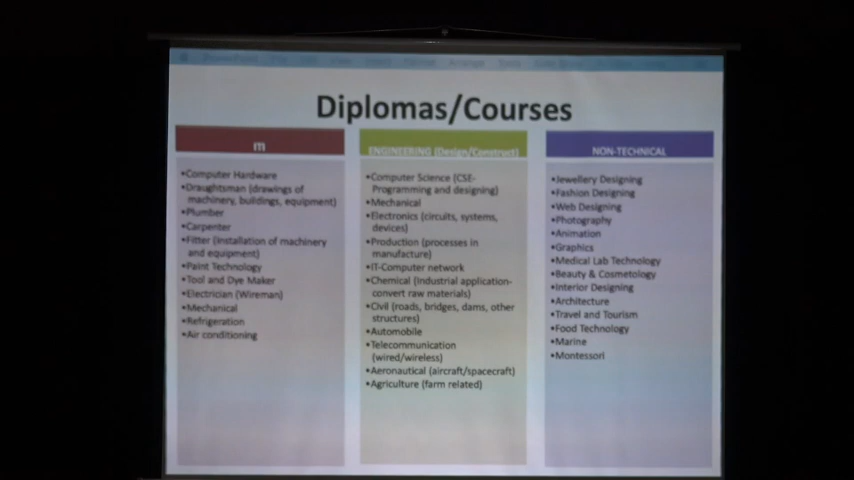 Diplomas/Courses
m
•Computer Hardware
•Draughtsman (drawings of
machinery, buildings, equipment)
•Plumber
•Carpenter
•Fitter (Installation of machinery
and equipment)
•Paint Technology
•Tool and Dye Maker
•Electrician (Wireman)
•Mechanical
•Refrigeration
•Air conditioning
ENGINEERING (Design/Construct)
•Computer Science (CSE-
Programming and designing)
•Mechanical
•Electronics (circuits, systems,
devices)
•Production (processes in
manufacture)
•IT-Computer network
•Chemical (Industrial application-
convert raw materials)
•Civil (roads, bridges, dams, other
structures)
•Automobile
•Telecommunication
(wired/wireless)
•Aeronautical (aircraft/spacecraft)
•Agriculture (farm related)
NON-TECHNICAL
•Jewellery Designing
•Fashion Designing
•Web Designing
•Photography
•Animation
•Graphics
•Medical Lab Technology
•Beauty & Cosmetology
•Interior Designing
•Architecture
•Travel and Tourism
•Food Technology
•Marine
•Montessori